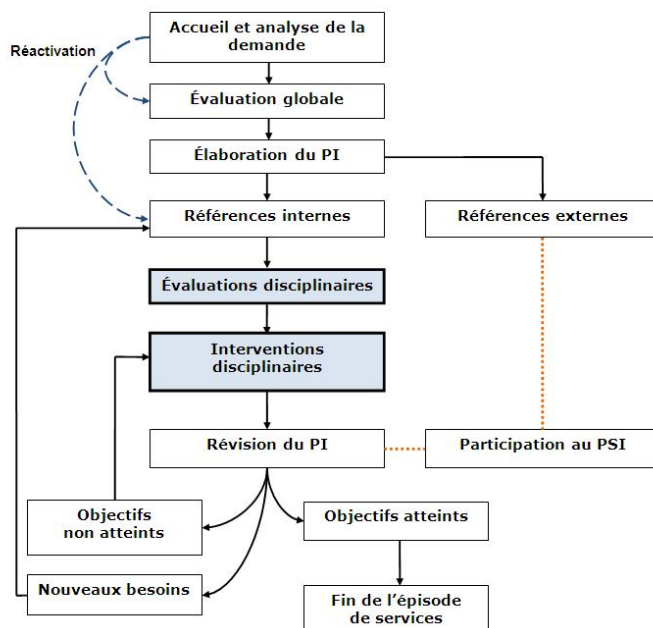 Accueil et analyse de la
demande
Réactivation
Évaluation globale
Élaboration du PI
Références internes
Références externes
Évaluations disciplinaires
Interventions
disciplinaires
Révision du PI
Participation au PSI
Objectifs
non atteints
Objectifs atteints
Nouveaux besoins
Fin de l'épisode
de services